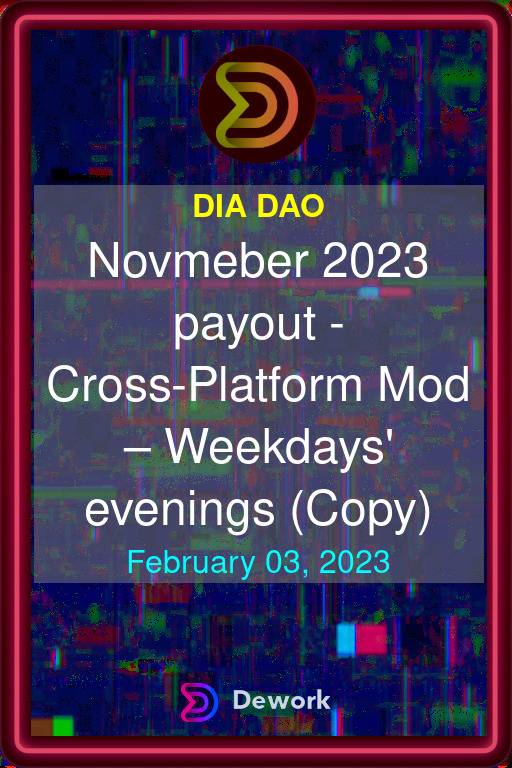 DIA DAO
Novmeber 2023
payout -
Cross-Platform Mod
– Weekdays'
evenings (Copy)
February 03, 2023
Dework